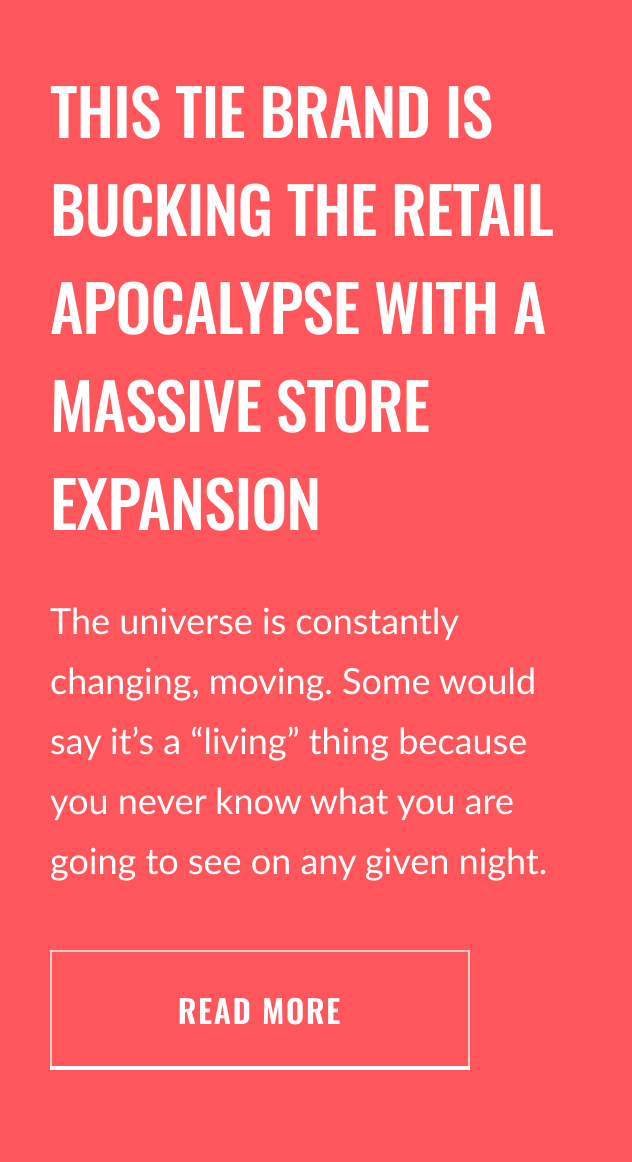 THIS TIE BRAND IS
BUCKING THE RETAIL
APOCALYPSE WITH A
MASSIVE STORE
EXPANSION
The universe is constantly
changing, moving. Some would
say it’s a “living” thing because
you never know what you are
going to see on any given night.
READ MORE